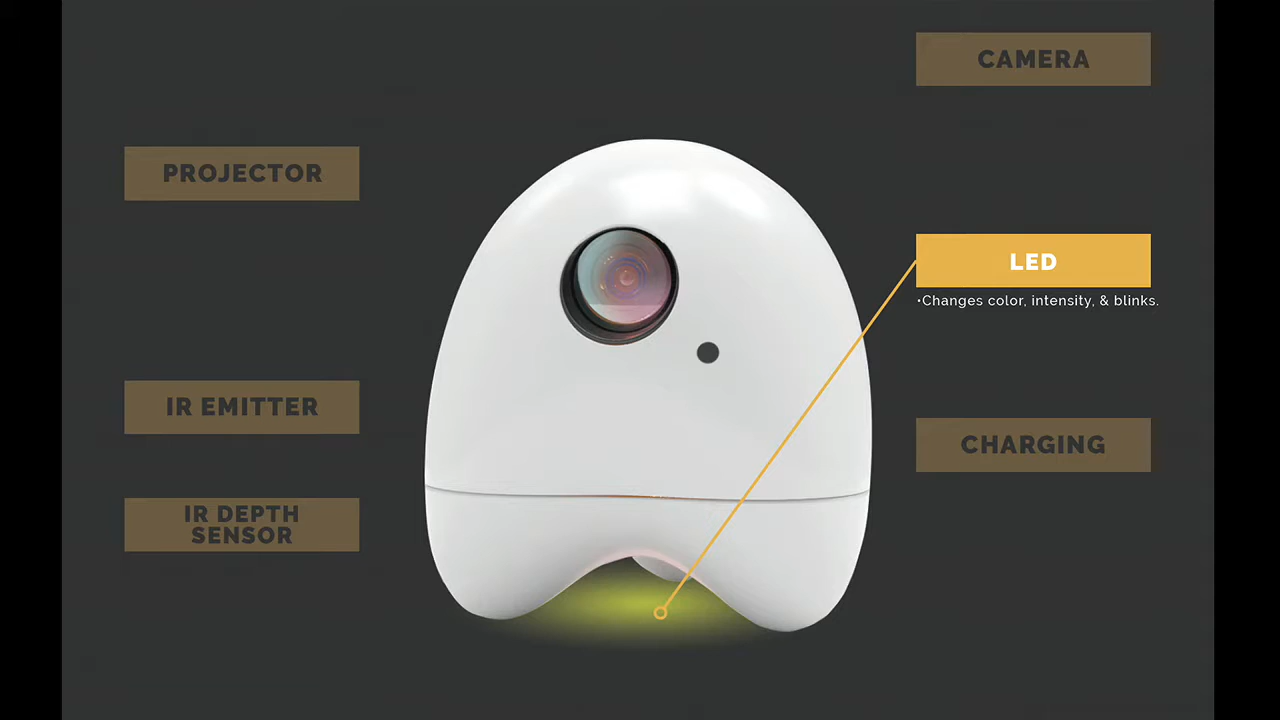 CAMERA
PROJECTOR
LED
•Changes color, intensity, & blinks.
IR EMITTER
CHARGING
IR DEPTH
SENSOR